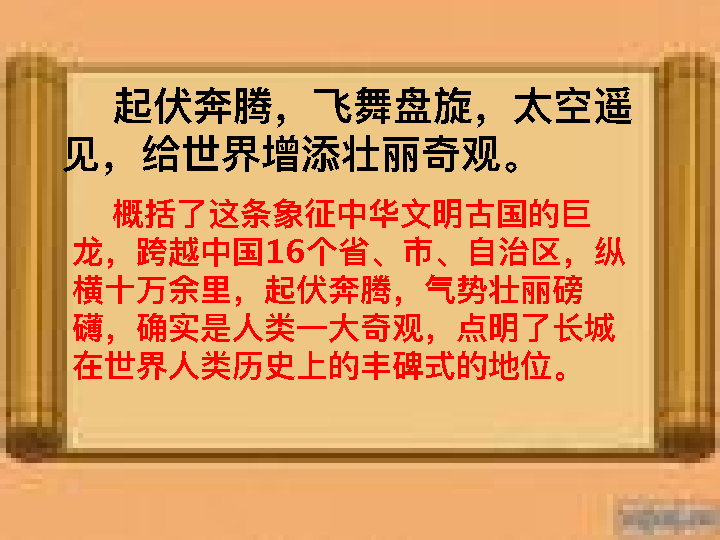 起伏奔腾，飞舞盘旋，太空遥
见，给世界增添壮丽奇观。
概括了这条象征中华文明古国的巨
龙，跨越中国16个省、市、自治区，纵
横十万余里，起伏奔腾，气势壮丽磅
礴，确实是人类一大奇观，点明了长城
在世界人类历史上的丰碑式的地位。